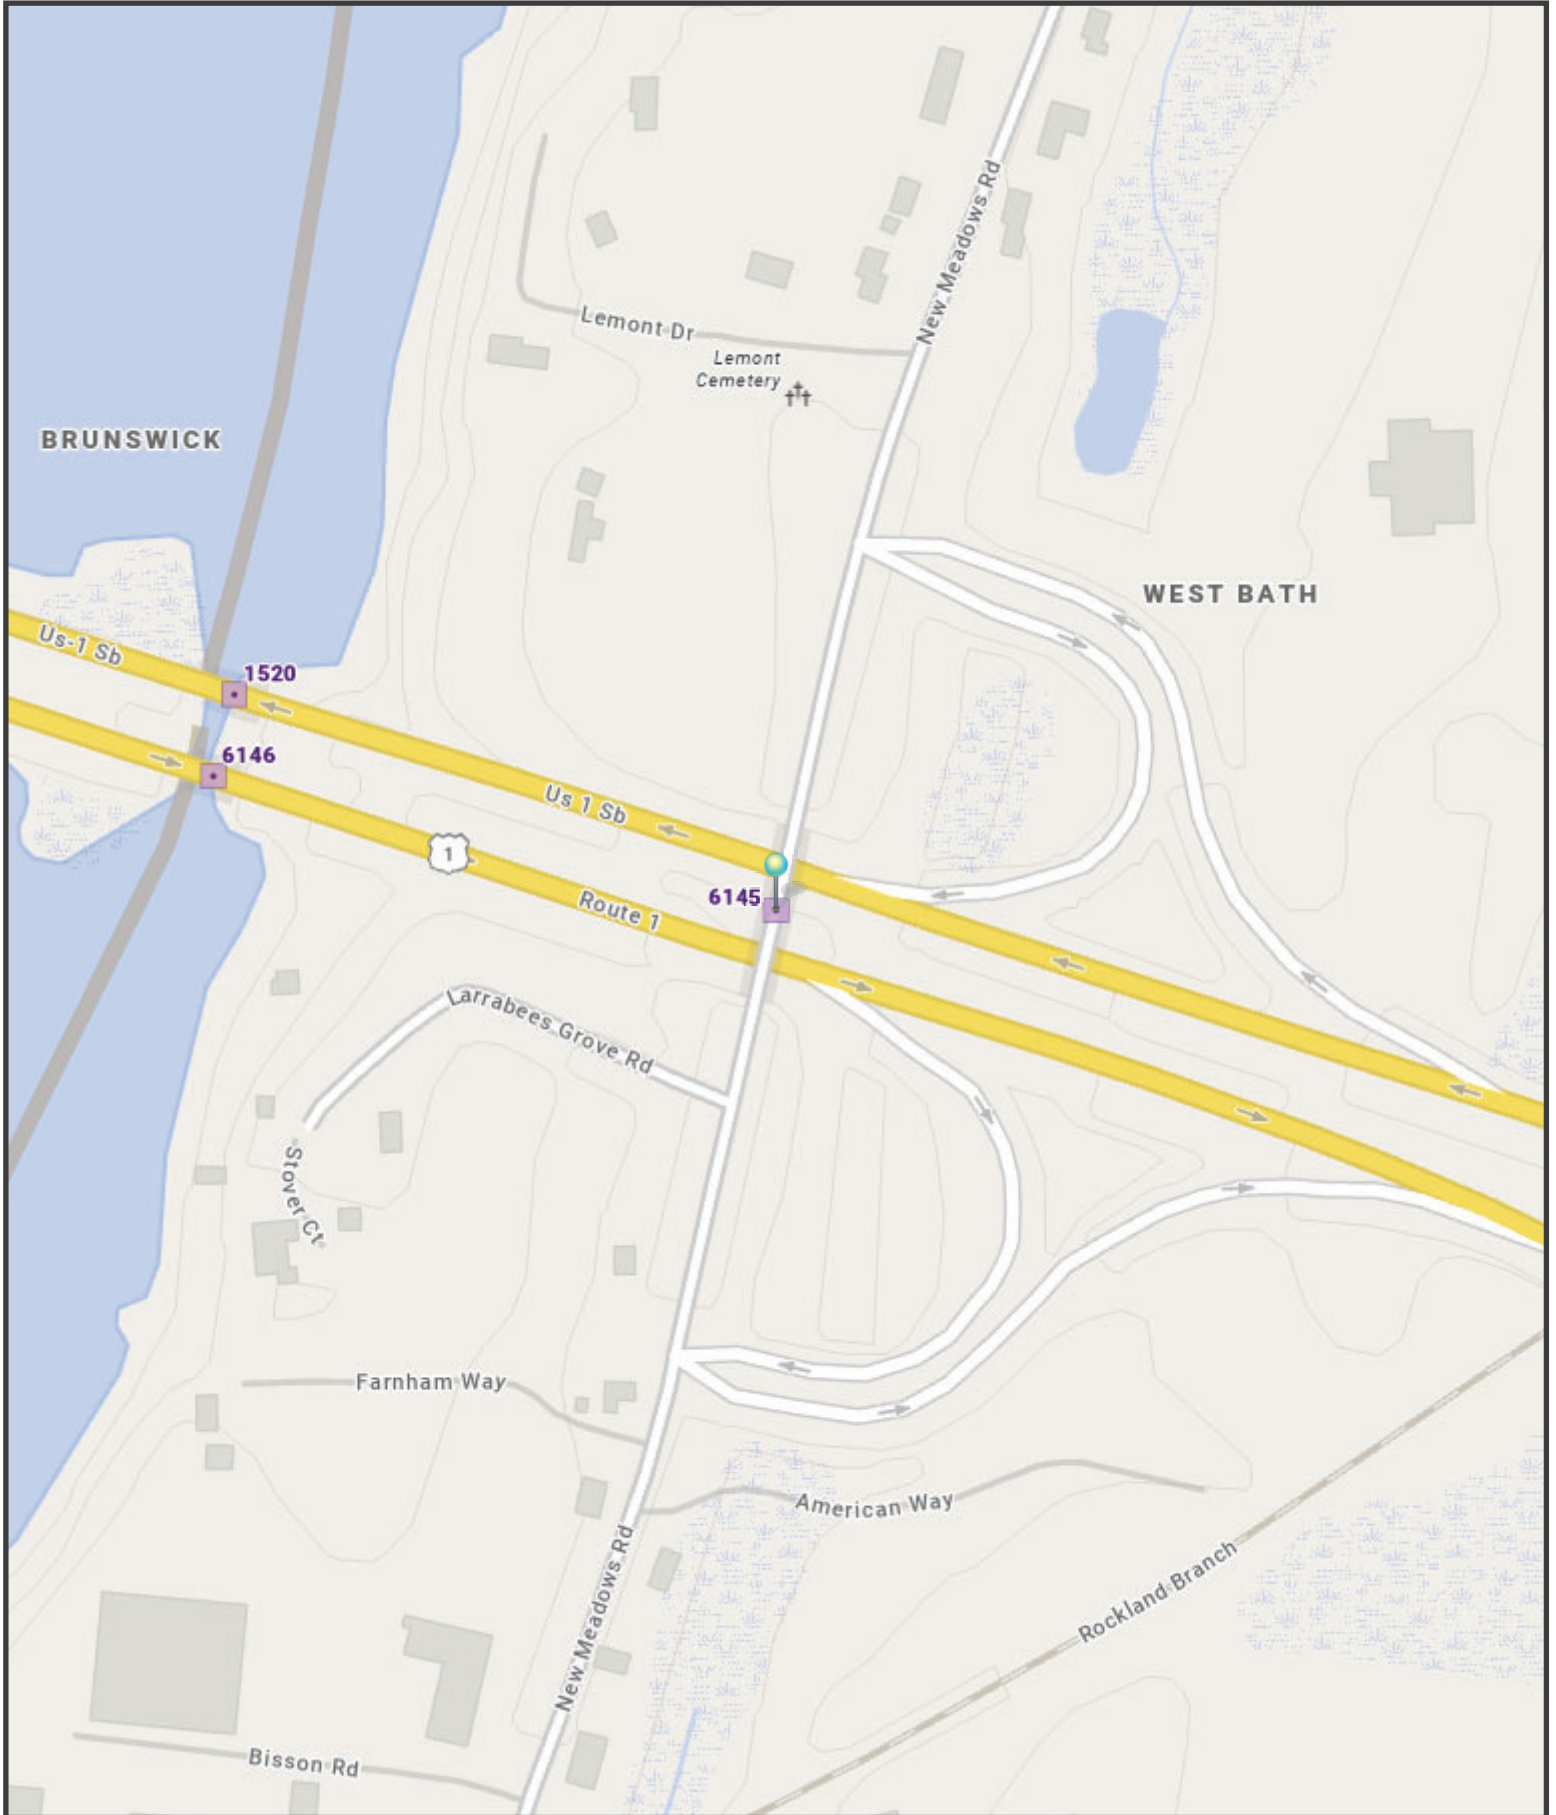 New Meadows Rd
Lemont Dr
Lemont
Cemetery
BRUNSWICK
WEST BATH
Us-1 Sb
1520
6146
Us 1 Sb
1
6145
Route 1
Larrabees Grove Rd
Stover Ct
Farnham Way
American Way
New Meadows Rd
Rockland Branch
Bisson Rd